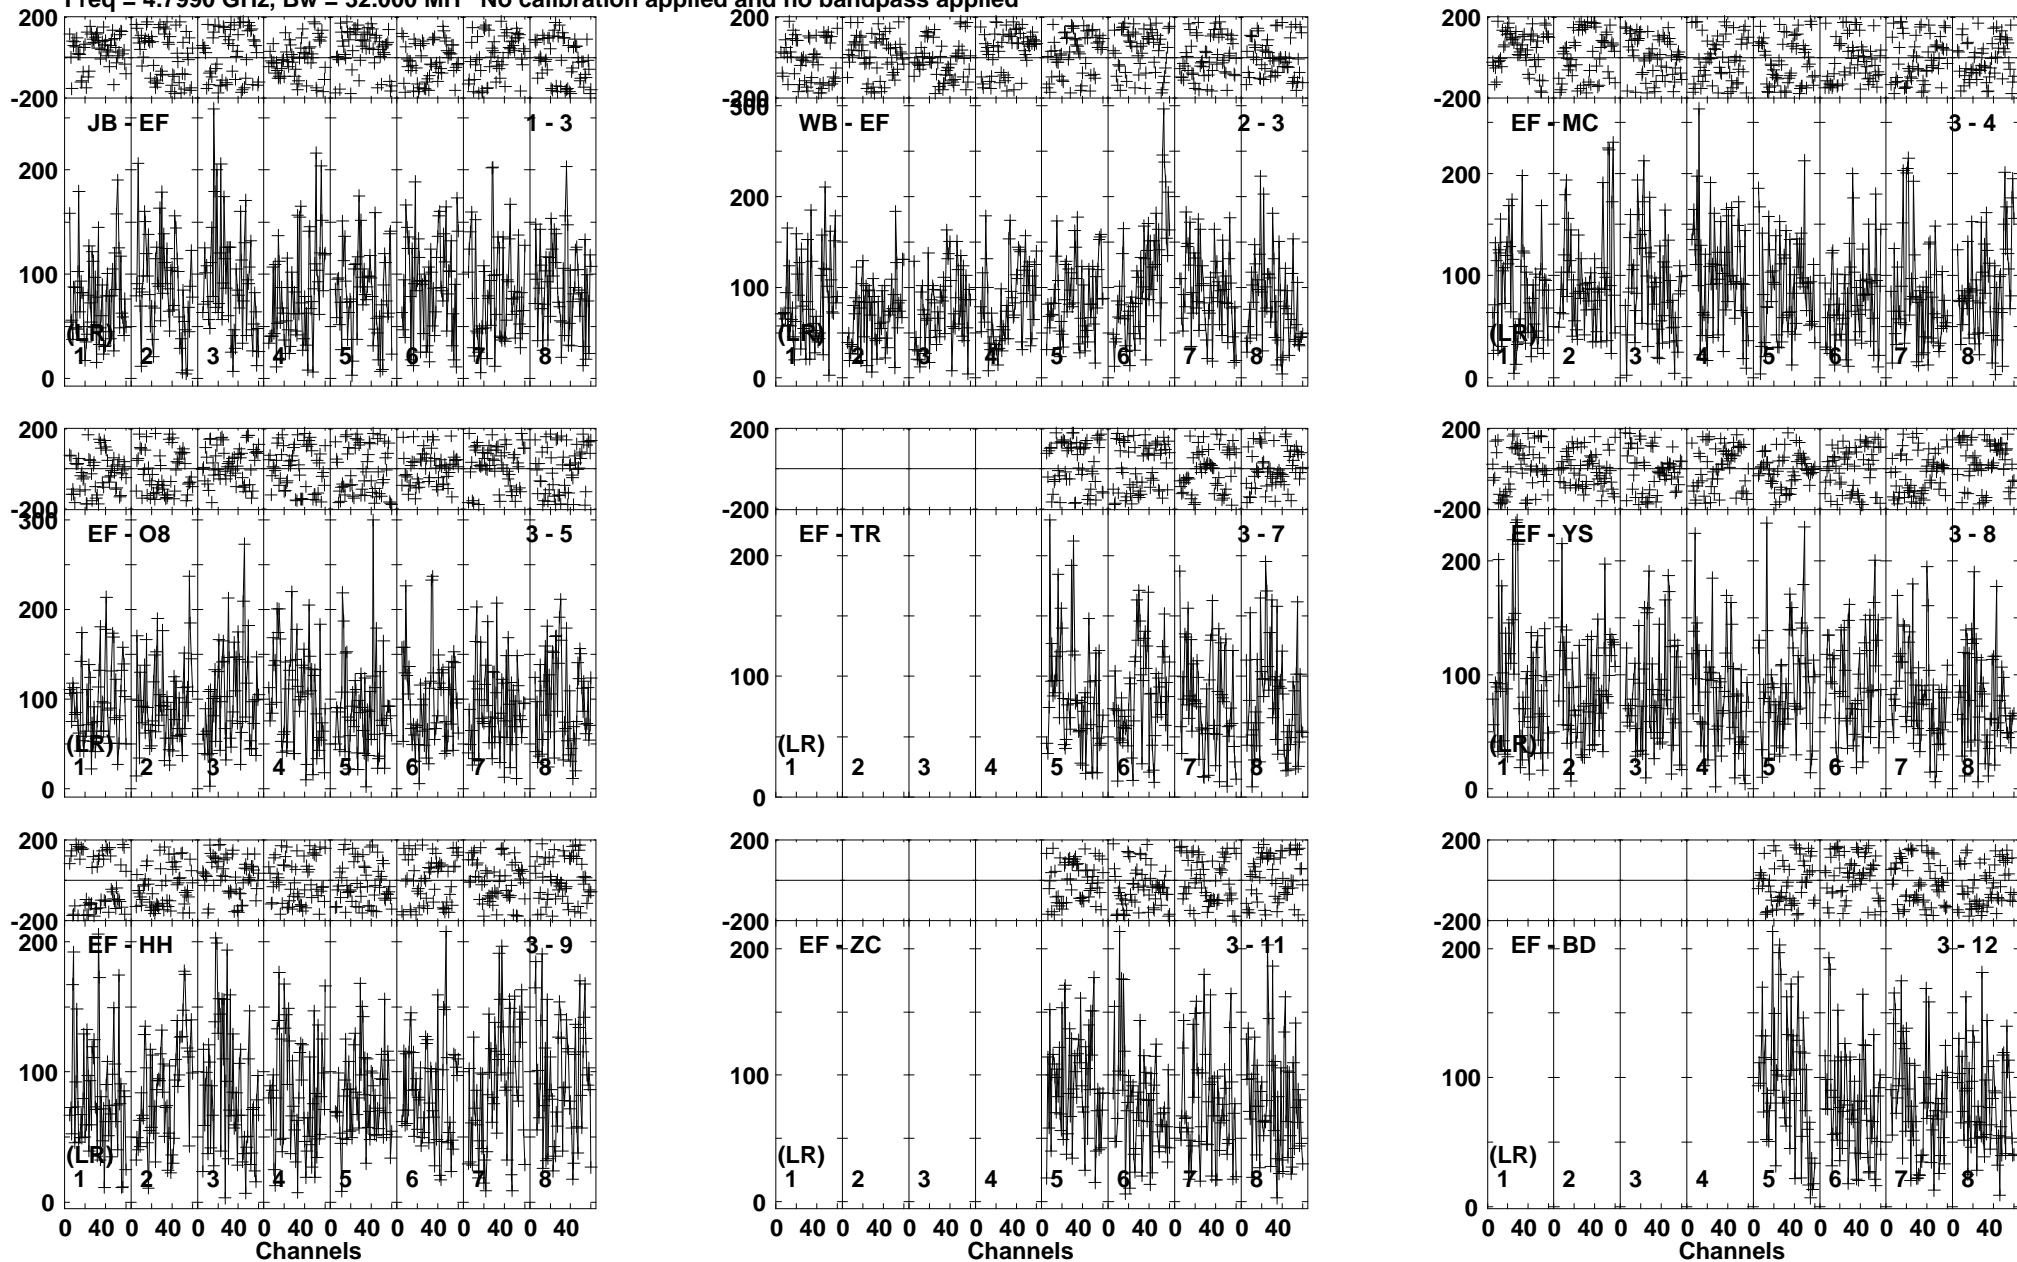 Freq = 4.7990 GHz, Bw = 32.000 MH No calibration applied and no bandpass applied
200 200 200
-200 -200 -200
JB - EF 1 - 3 300 WB - EF 2 - 3 EF - MC 3 - 4
200 200 200
100 100 100
(LR) (LR) (LR)
1 2 3 4 5 6 7 8 1 2 3 4 5 6 7 8 1 2 3 4 5 6 7 8
0 0 0
200 200 200
-200 -200 -200
300 EF - O8 3 - 5 EF - TR 3 - 7 EF - YS 3 - 8
200 200 200
100 100 100
(LR) (LR) (LR)
1 2 3 4 5 6 7 8 1 2 3 4 5 6 7 8 1 2 3 4 5 6 7 8
0 0 0
200 200 200
-200 -200 -200
200 EF - HH 3 - 9 200 EF - ZC 3 - 11 200 EF - BD 3 - 12
100 100 100
(LR) (LR) (LR)
1 2 3 4 5 6 7 8 1 2 3 4 5 6 7 8 1 2 3 4 5 6 7 8
0 0 0
0 40 0 40 0 40 0 40 0 40 0 40 0 40 0 40 0 40 0 40 0 40 0 40 0 40 0 40 0 40 0 40 0 40 0 40 0 40 0 40 0 40 0 40 0 40 0 40
Channels Channels Channels